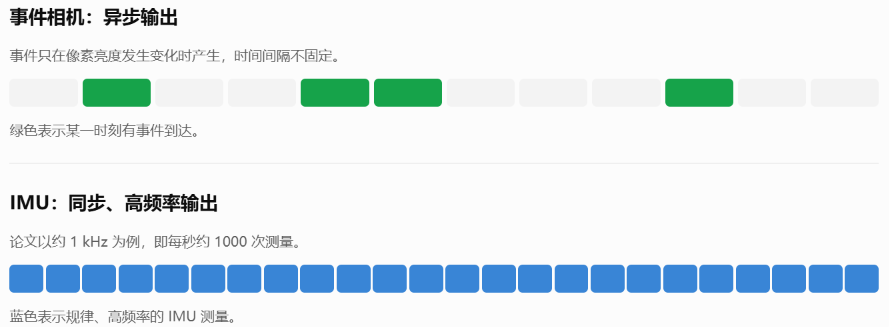 事件相机：异步输出
事件只在像素亮度发生变化时产生，时间间隔不固定。
绿色表示某一时刻有事件到达。
IMU：同步、高频率输出
论文以约 1 kHz 为例，即每秒约 1000 次测量。
蓝色表示规律、高频率的 IMU 测量。